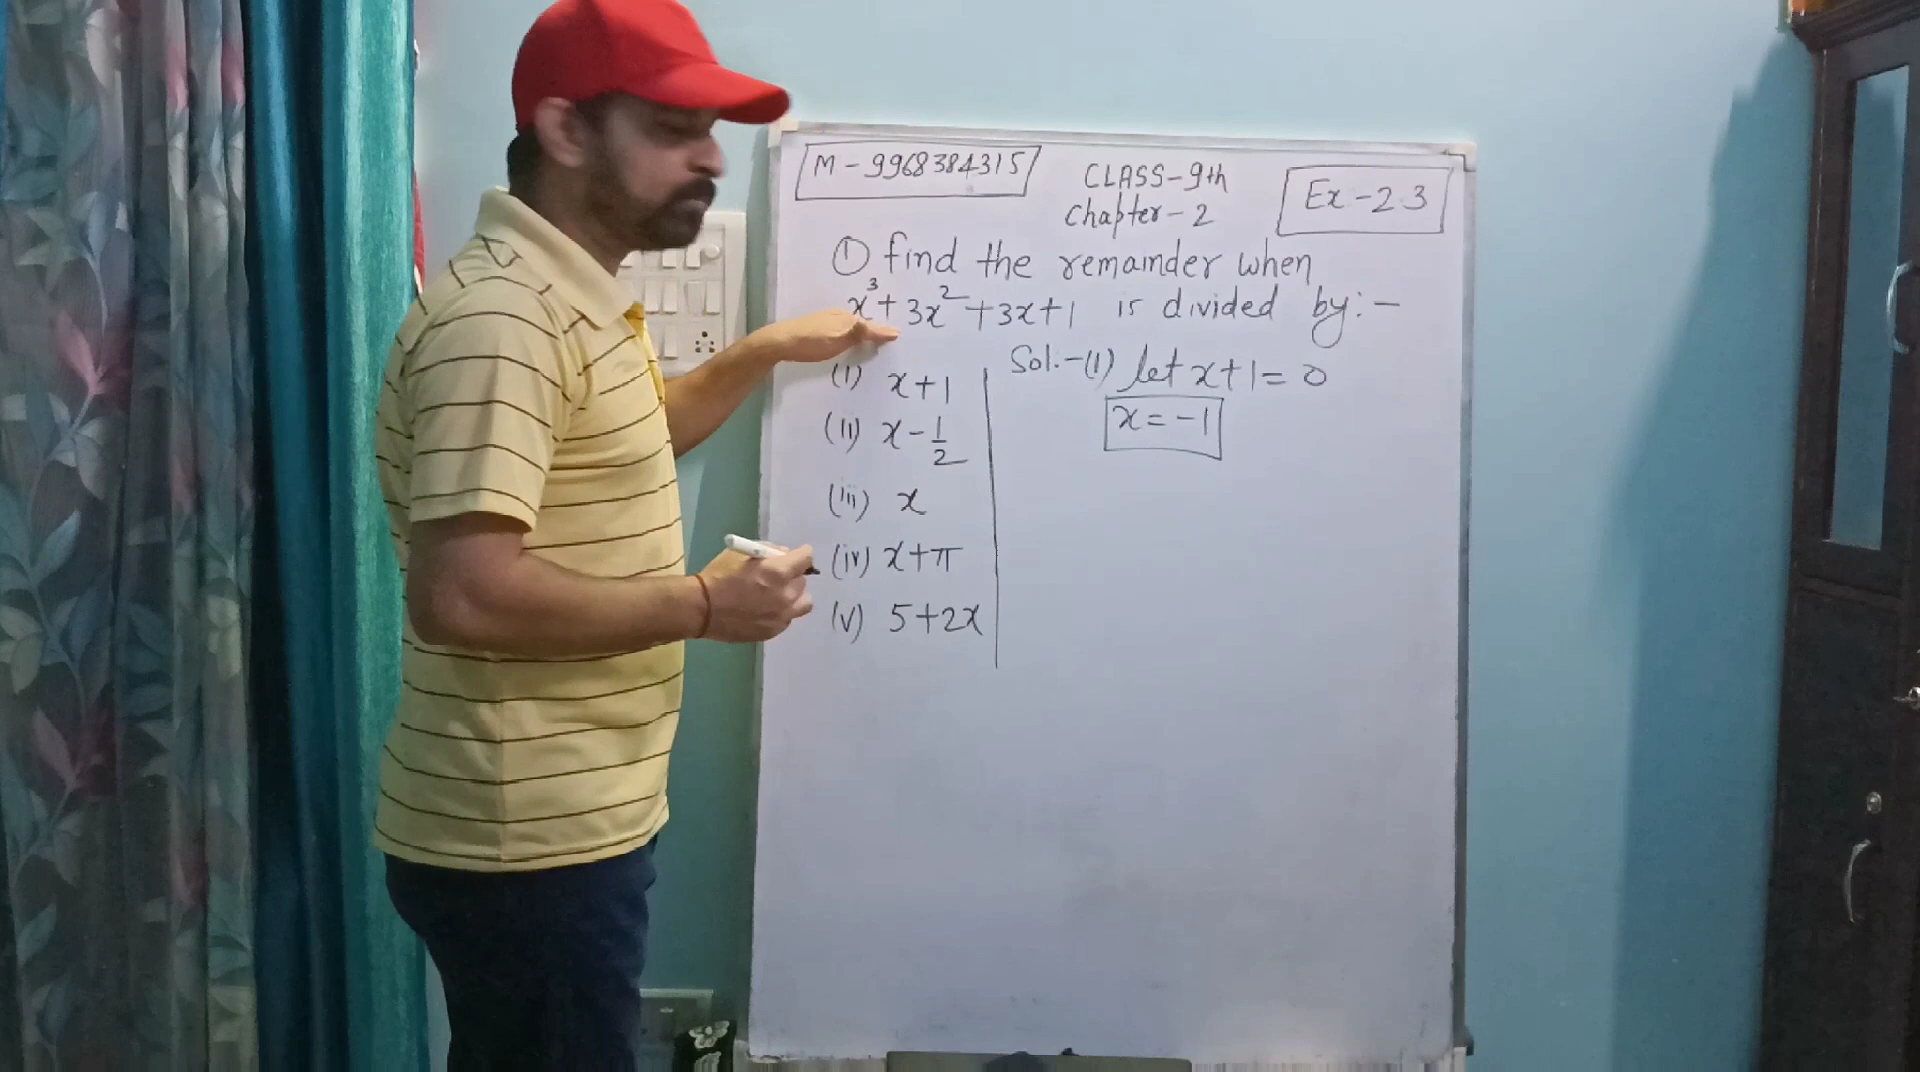 M - 9968384315
CLASS-9th
Chapter-2
Ex-2.3
① find the remainder when
x³ + 3x² + 3x + 1 is divided by:-
(i) x+1
(ii) x - 1/2
(iii) x
(iv) x+π
(v) 5+2x
Sol.-(1) let x+1=0
x = -1